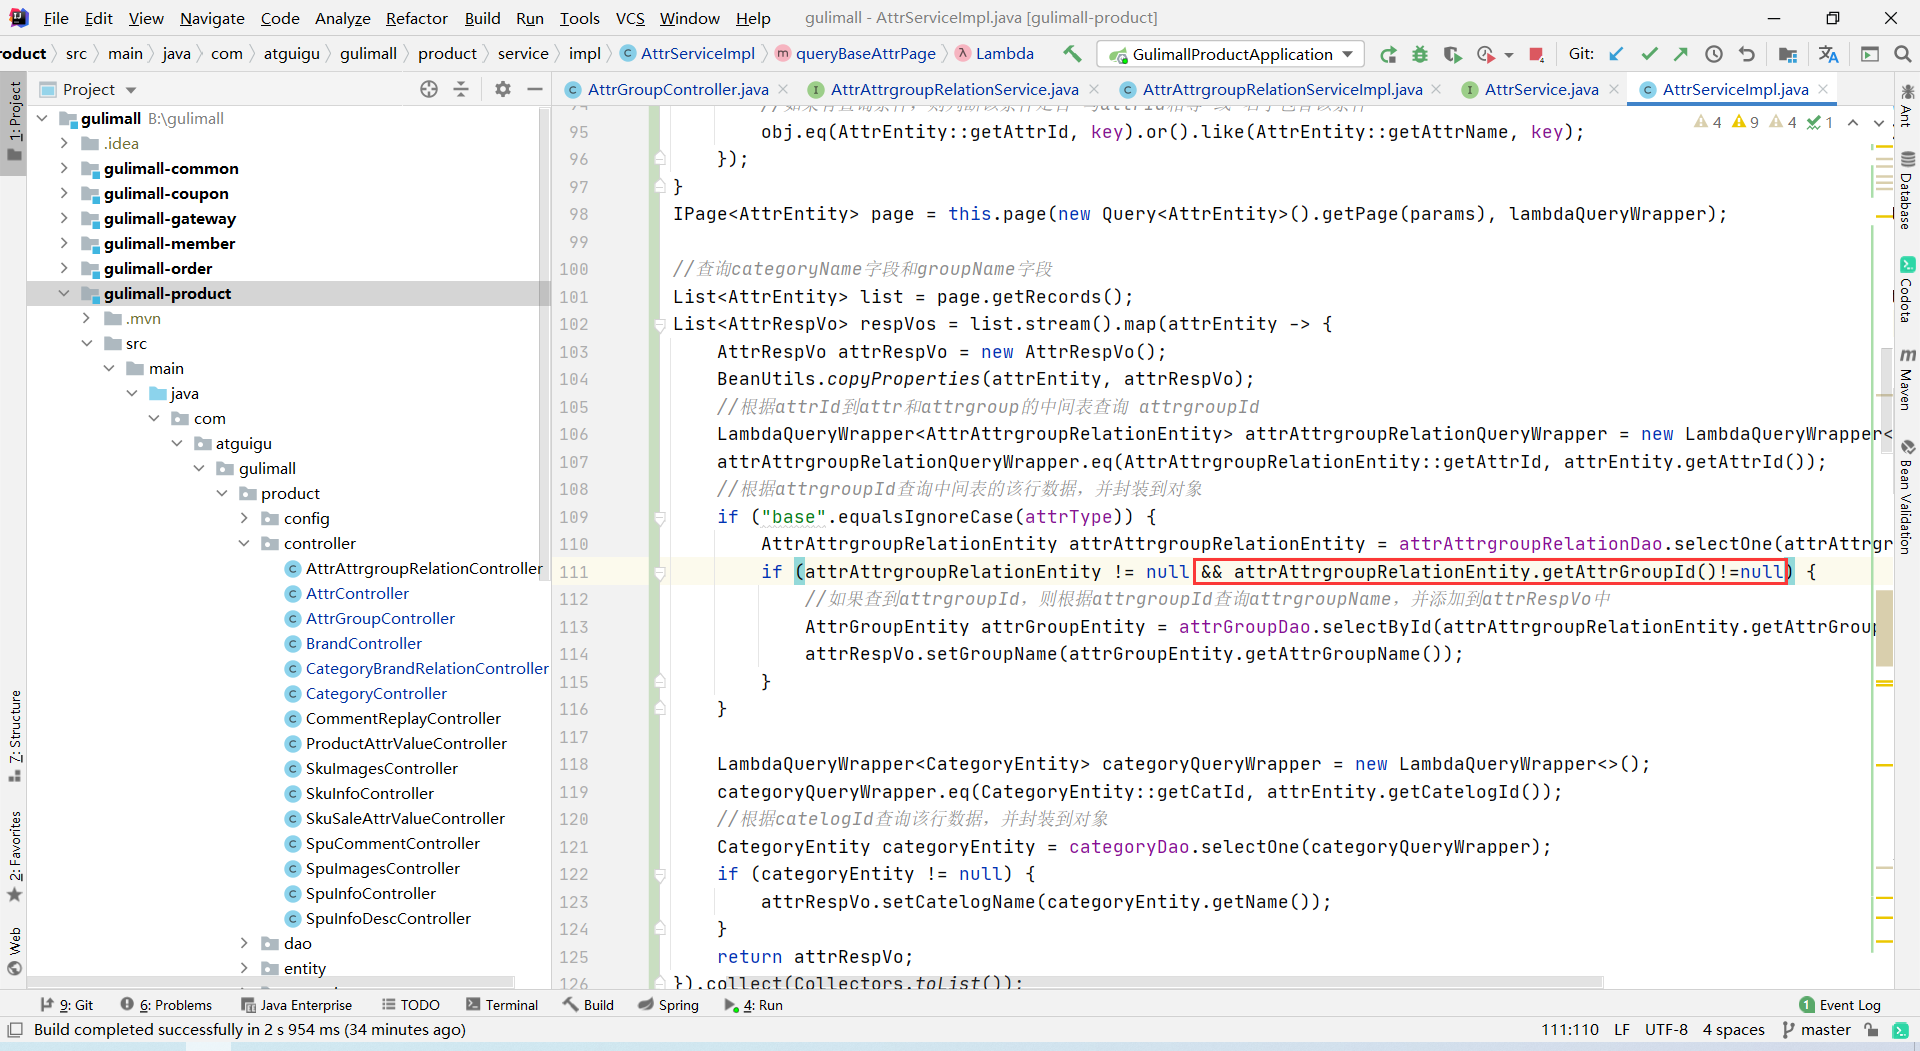 File Edit View Navigate Code Analyze Refactor Build Run Tools VCS Window Help gulimall - AttrServiceImpl.java [gulimall-product]
roduct src main java com atguigu gulimall product service impl AttrServiceImpl queryBaseAttrPage Lambda GulimallProductApplication Git:
Project
AttrGroupController.java AttrAttrgroupRelationService.java AttrAttrgroupRelationServiceImpl.java AttrService.java AttrServiceImpl.java
4 9 4 1
1: Project
7: Structure
2: Favorites
Web
gulimall B:\gulimall
.idea
gulimall-common
gulimall-coupon
gulimall-gateway
gulimall-member
gulimall-order
gulimall-product
.mvn
src
main
java
com
atguigu
gulimall
product
config
controller
AttrAttrgroupRelationController
AttrController
AttrGroupController
BrandController
CategoryBrandRelationController
CategoryController
CommentReplayController
ProductAttrValueController
SkuImagesController
SkuInfoController
SkuSaleAttrValueController
SpuCommentController
SpuImagesController
SpuInfoController
SpuInfoDescController
dao
entity
95 obj.eq(AttrEntity::getAttrId, key).or().like(AttrEntity::getAttrName, key);
96 });
97 }
98 IPage<AttrEntity> page = this.page(new Query<AttrEntity>().getPage(params), lambdaQueryWrapper);
99
100 //查询categoryName字段和groupName字段
101 List<AttrEntity> list = page.getRecords();
102 List<AttrRespVo> respVos = list.stream().map(attrEntity -> {
103 AttrRespVo attrRespVo = new AttrRespVo();
104 BeanUtils.copyProperties(attrEntity, attrRespVo);
105 //根据attrId到attr和attrgroup的中间表查询 attrgroupId
106 LambdaQueryWrapper<AttrAttrgroupRelationEntity> attrAttrgroupRelationQueryWrapper = new LambdaQueryWrapper<
107 attrAttrgroupRelationQueryWrapper.eq(AttrAttrgroupRelationEntity::getAttrId, attrEntity.getAttrId());
108 //根据attrgroupId查询中间表的该行数据，并封装到对象
109 if ("base".equalsIgnoreCase(attrType)) {
110 AttrAttrgroupRelationEntity attrAttrgroupRelationEntity = attrAttrgroupRelationDao.selectOne(attrAttrgr
111 if (attrAttrgroupRelationEntity != null && attrAttrgroupRelationEntity.getAttrGroupId()!=null) {
112 //如果查到attrgroupId，则根据attrgroupId查询attrgroupName，并添加到attrRespVo中
113 AttrGroupEntity attrGroupEntity = attrGroupDao.selectById(attrAttrgroupRelationEntity.getAttrGroup
114 attrRespVo.setGroupName(attrGroupEntity.getAttrGroupName());
115 }
116 }
117
118 LambdaQueryWrapper<CategoryEntity> categoryQueryWrapper = new LambdaQueryWrapper<>();
119 categoryQueryWrapper.eq(CategoryEntity::getCatId, attrEntity.getCatelogId());
120 //根据catelogId查询该行数据，并封装到对象
121 CategoryEntity categoryEntity = categoryDao.selectOne(categoryQueryWrapper);
122 if (categoryEntity != null) {
123 attrRespVo.setCatelogName(categoryEntity.getName());
124 }
125 return attrRespVo;
126 }).collect(Collectors.toList());
Ant
Database
Codota
Maven
Bean Validation
9: Git 6: Problems Java Enterprise TODO Terminal Build Spring 4: Run 1 Event Log
Build completed successfully in 2 s 954 ms (34 minutes ago) 111:110 LF UTF-8 4 spaces master